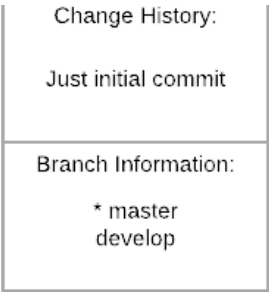 Change History:
Just initial commit
Branch Information:
* master
develop